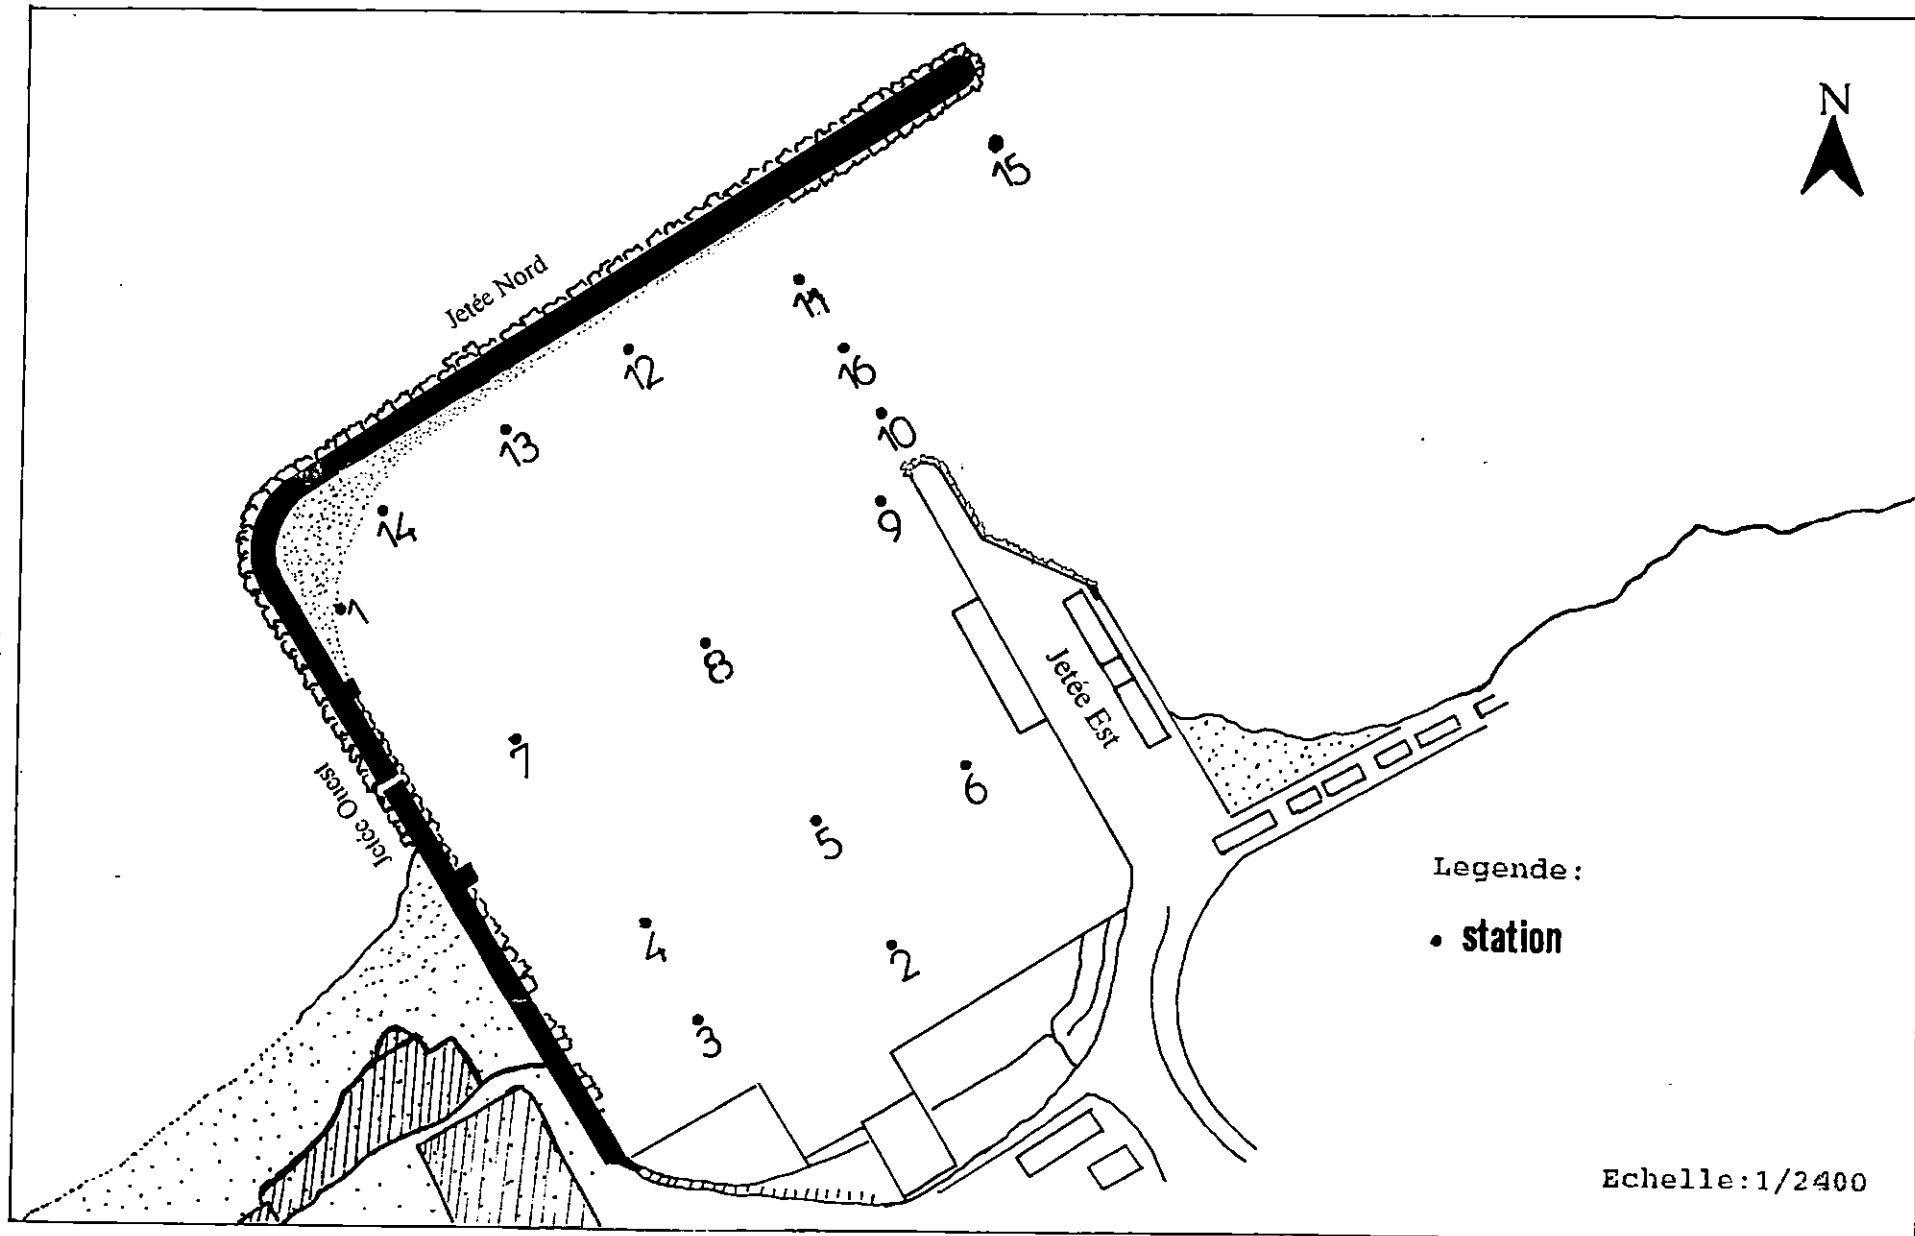 N
15
Jetée Nord
11
12
16
10
13
9
14
1
8
Jetée Est
7
6
Jetée Ouest
5
Legende:
4
2
• station
3
Echelle:1/2400